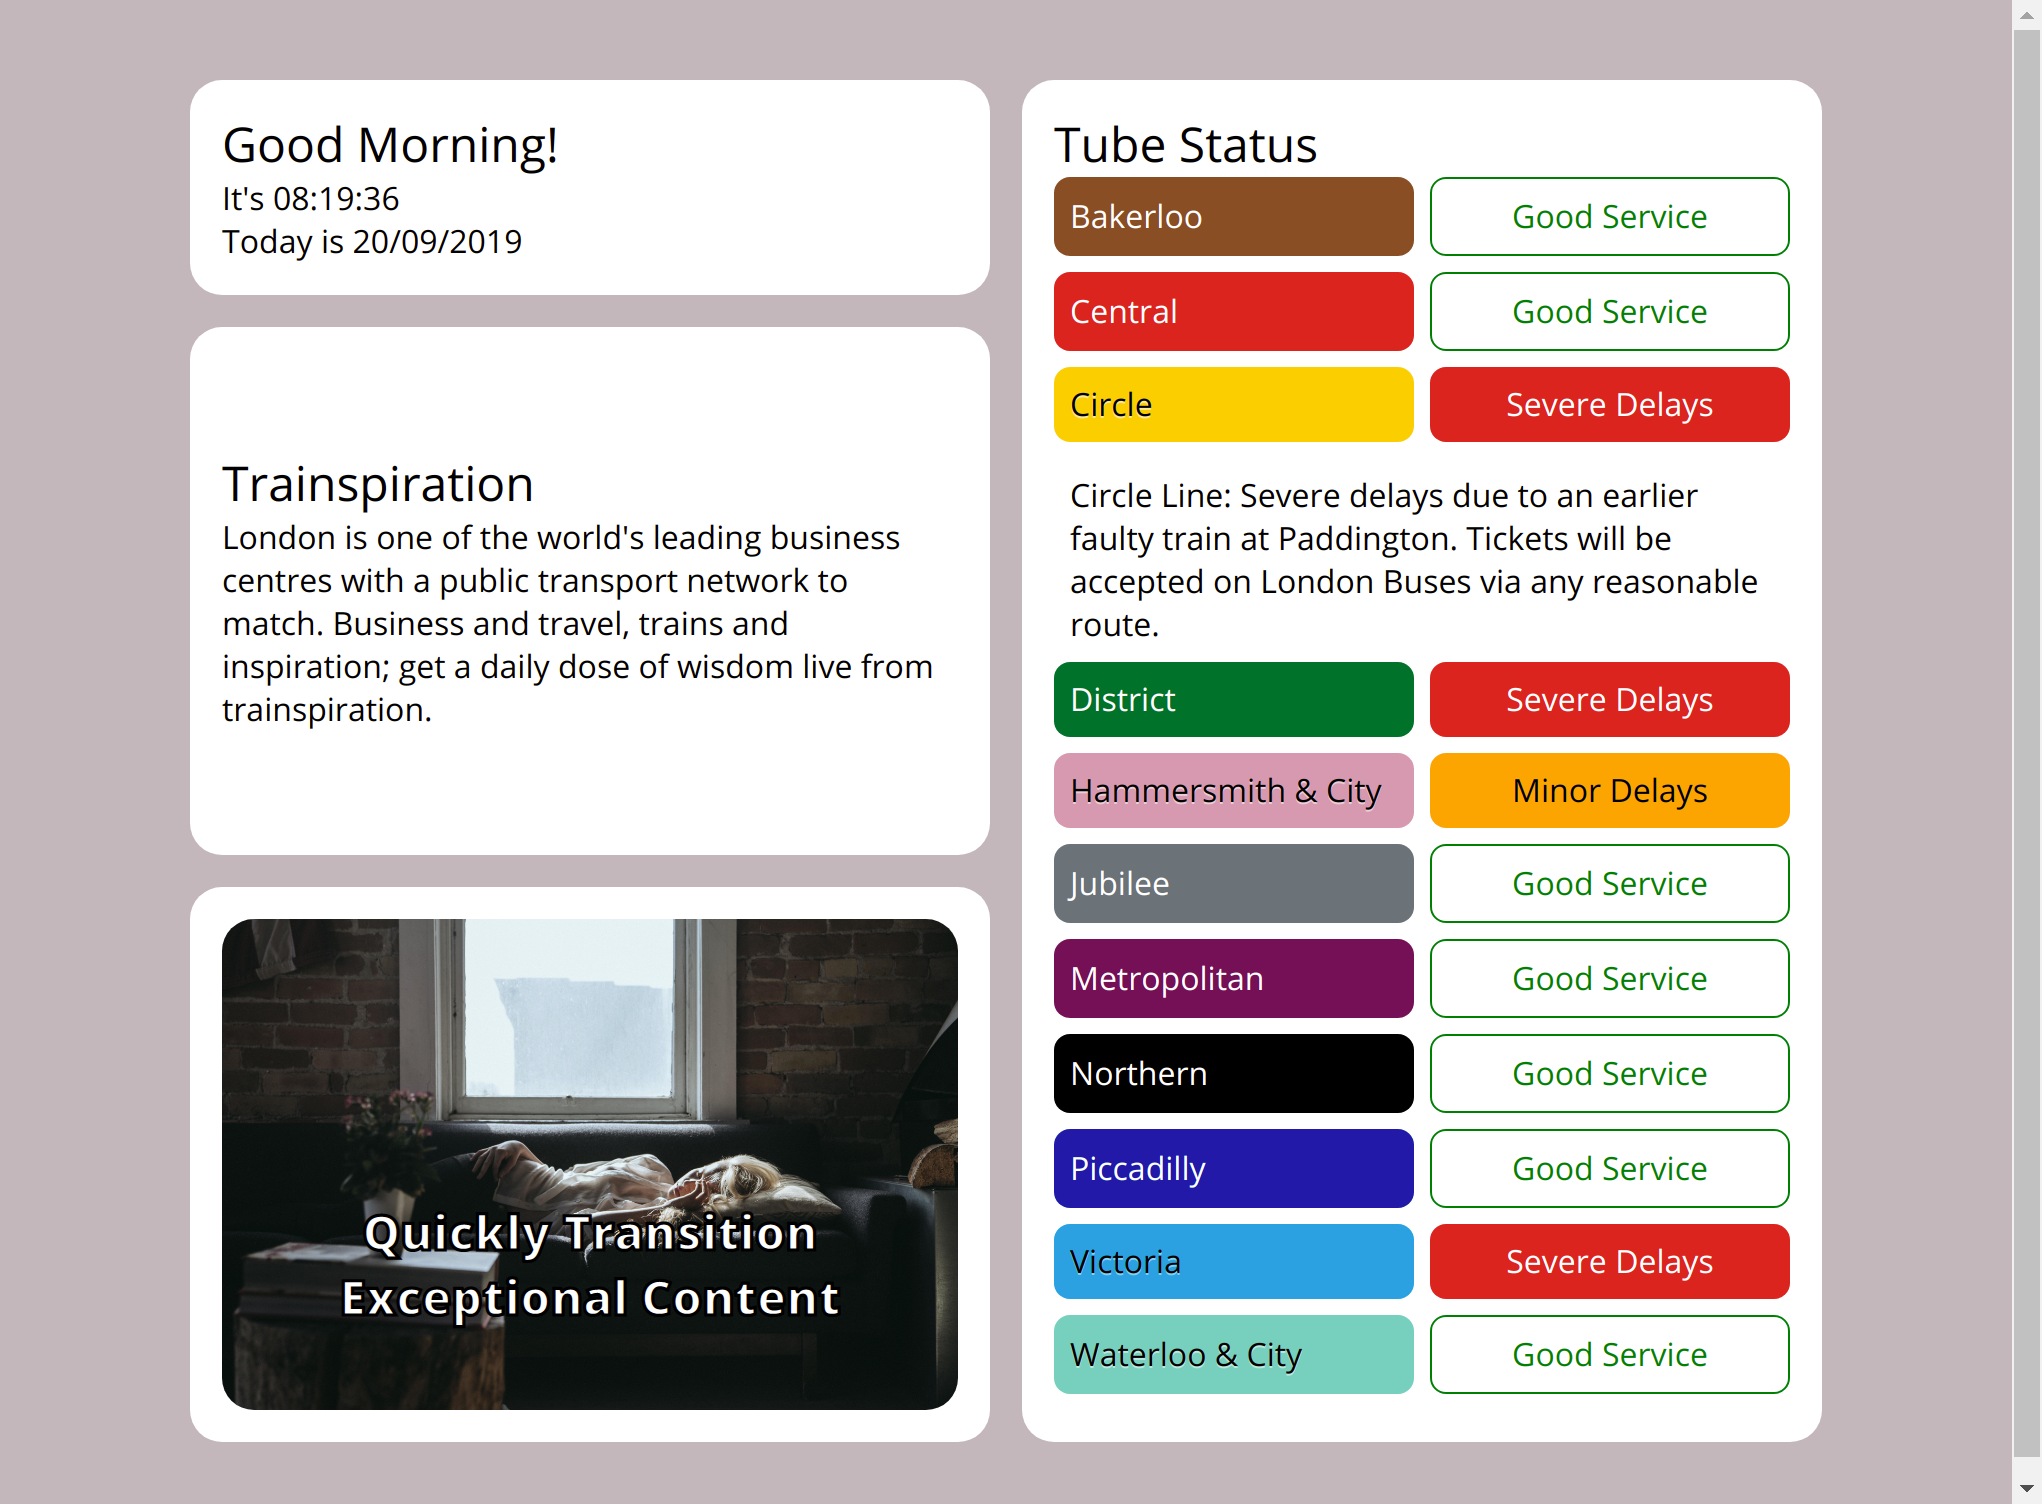 Good Morning!
It's 08:19:36
Today is 20/09/2019
Trainspiration
London is one of the world's leading business
centres with a public transport network to
match. Business and travel, trains and
inspiration; get a daily dose of wisdom live from
trainspiration.
Quickly Transition
Exceptional Content
Tube Status
Bakerloo Good Service
Central Good Service
Circle Severe Delays
Circle Line: Severe delays due to an earlier
faulty train at Paddington. Tickets will be
accepted on London Buses via any reasonable
route.
District Severe Delays
Hammersmith & City Minor Delays
Jubilee Good Service
Metropolitan Good Service
Northern Good Service
Piccadilly Good Service
Victoria Severe Delays
Waterloo & City Good Service